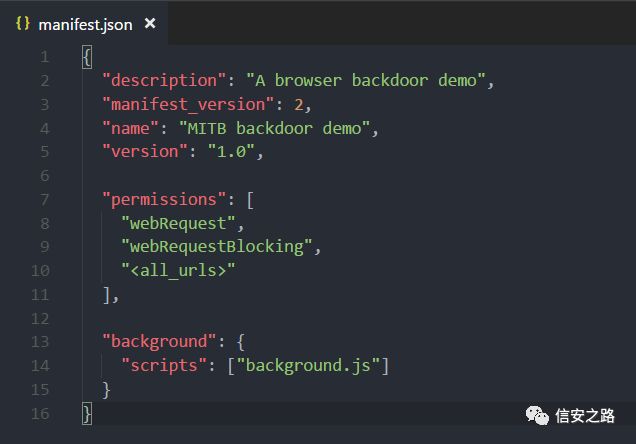 {} manifest.json ×
1 {
2 "description": "A browser backdoor demo",
3 "manifest_version": 2,
4 "name": "MITB backdoor demo",
5 "version": "1.0",
6
7 "permissions": [
8 "webRequest",
9 "webRequestBlocking",
10 "<all_urls>"
11 ],
12
13 "background": {
14 "scripts": ["background.js"]
15 }
16 }
信安之路